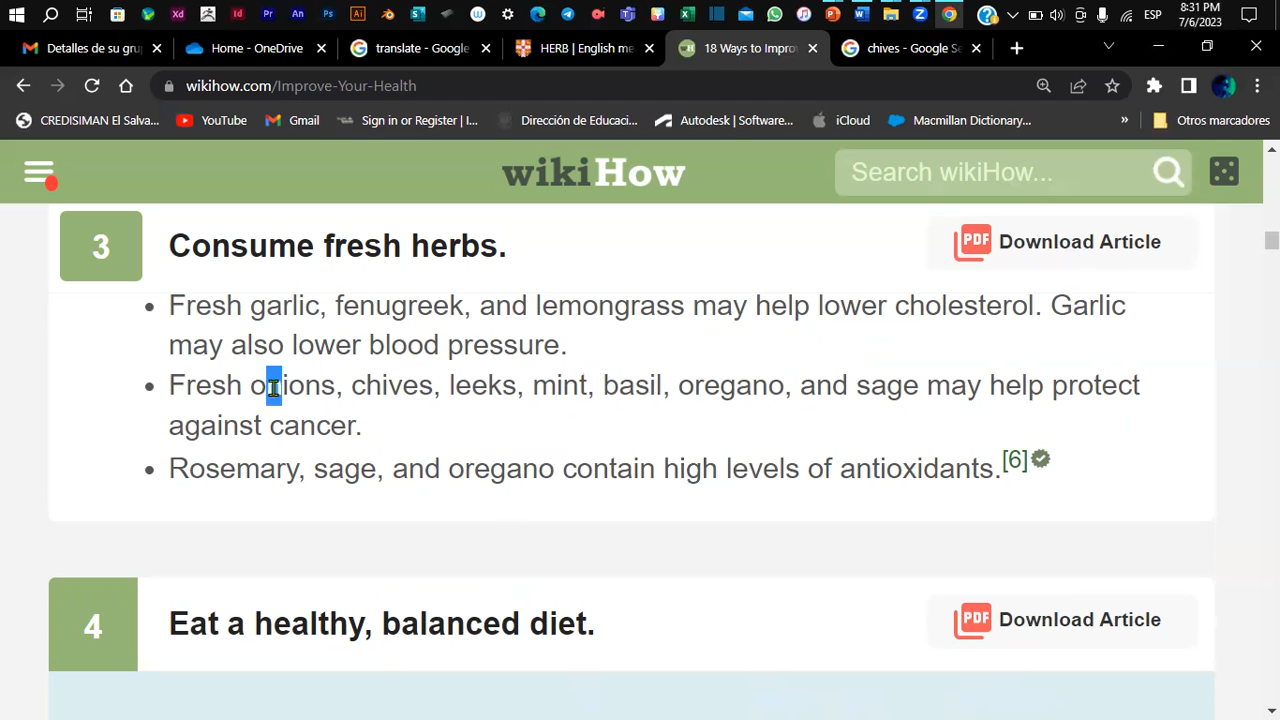 ESP
8:31 PM
7/6/2023
Detalles de su gru
Home - OneDrive
translate - Google
HERB | English me
18 Ways to Impro
chives - Google Se
wikihow.com/Improve-Your-Health
CREDISIMAN El Salva...
YouTube
Gmail
Sign in or Register | I...
Dirección de Educaci...
Autodesk | Software...
iCloud
Macmillan Dictionary...
»
Otros marcadores
wikiHow
Search wikiHow...
3
Consume fresh herbs.
PDF
Download Article
• Fresh garlic, fenugreek, and lemongrass may help lower cholesterol. Garlic
may also lower blood pressure.
• Fresh onions, chives, leeks, mint, basil, oregano, and sage may help protect
against cancer.
• Rosemary, sage, and oregano contain high levels of antioxidants.[6]
4
Eat a healthy, balanced diet.
PDF
Download Article